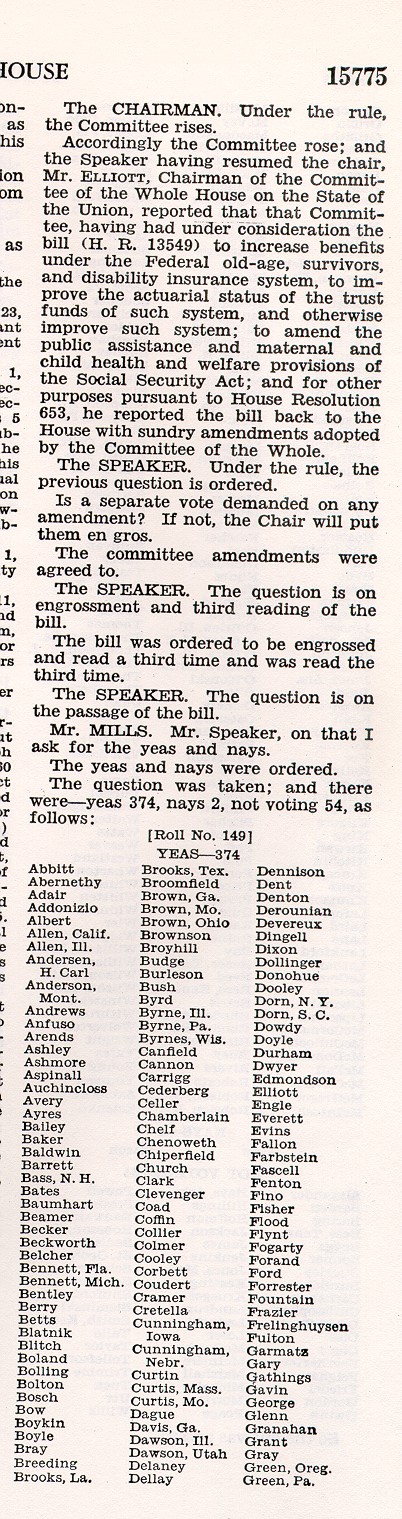 HOUSE
15775
The CHAIRMAN. Under the rule,
the Committee rises.
Accordingly the Committee rose; and
the Speaker having resumed the chair,
Mr. ELLIOTT, Chairman of the Commit-
tee of the Whole House on the State of
the Union, reported that that Commit-
tee, having had under consideration the
bill (H. R. 13549) to increase benefits
under the Federal old-age, survivors,
and disability insurance system, to im-
prove the actuarial status of the trust
funds of such system, and otherwise
improve such system; to amend the
public assistance and maternal and
child health and welfare provisions of
the Social Security Act; and for other
purposes pursuant to House Resolution
653, he reported the bill back to the
House with sundry amendments adopted
by the Committee of the Whole.
The SPEAKER. Under the rule, the
previous question is ordered.
Is a separate vote demanded on any
amendment? If not, the Chair will put
them en gros.
The committee amendments were
agreed to.
The SPEAKER. The question is on
engrossment and third reading of the
bill.
The bill was ordered to be engrossed
and read a third time and was read the
third time.
The SPEAKER. The question is on
the passage of the bill.
Mr. MILLS. Mr. Speaker, on that I
ask for the yeas and nays.
The yeas and nays were ordered.
The question was taken; and there
were—yeas 374, nays 2, not voting 54, as
follows:
[Roll No. 149]
YEAS—374
Abbitt
Abernethy
Adair
Addonizio
Albert
Allen, Calif.
Allen, Ill.
Andersen,
H. Carl
Anderson,
Mont.
Andrews
Anfuso
Arends
Ashley
Ashmore
Aspinall
Auchincloss
Avery
Ayres
Bailey
Baker
Baldwin
Barrett
Bass, N. H.
Bates
Baumhart
Beamer
Becker
Beckworth
Belcher
Bennett, Fla.
Bennett, Mich.
Bentley
Berry
Betts
Blatnik
Blitch
Boland
Bolling
Bolton
Bosch
Bow
Boykin
Boyle
Bray
Breeding
Brooks, La.
Brooks, Tex.
Broomfield
Brown, Ga.
Brown, Mo.
Brown, Ohio
Brownson
Broyhill
Budge
Burleson
Bush
Byrd
Byrne, Ill.
Byrne, Pa.
Byrnes, Wis.
Canfield
Cannon
Carrigg
Cederberg
Celler
Chamberlain
Chelf
Chenoweth
Chiperfield
Church
Clark
Clevenger
Coad
Coffin
Collier
Colmer
Cooley
Corbett
Coudert
Cramer
Cretella
Cunningham,
Iowa
Cunningham,
Nebr.
Curtin
Curtis, Mass.
Curtis, Mo.
Dague
Davis, Ga.
Dawson, Ill.
Dawson, Utah
Delaney
Dellay
Dennison
Dent
Denton
Derounian
Devereux
Dingell
Dixon
Dollinger
Donohue
Dooley
Dorn, N. Y.
Dorn, S. C.
Dowdy
Doyle
Durham
Dwyer
Edmondson
Elliott
Engle
Everett
Evins
Fallon
Farbstein
Fascell
Fenton
Fino
Fisher
Flood
Flynt
Fogarty
Forand
Ford
Forrester
Fountain
Frazier
Frelinghuysen
Fulton
Garmatz
Gary
Gathings
Gavin
George
Glenn
Granahan
Grant
Gray
Green, Oreg.
Green, Pa.